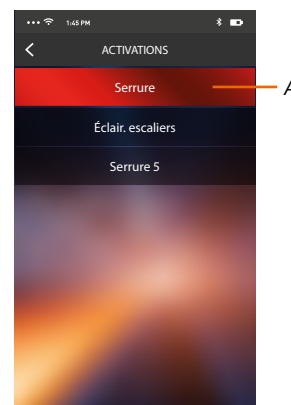 1:45 PM
ACTIVATIONS
Serrure
A
Éclair. escaliers
Serrure 5